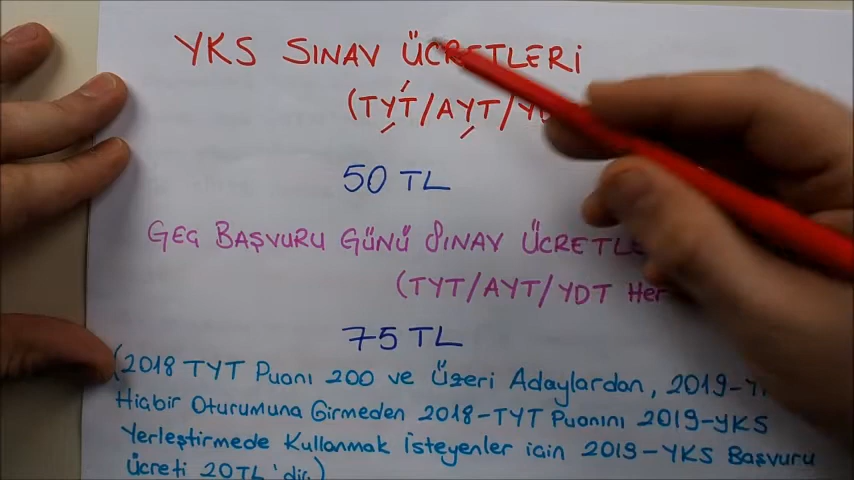 YKS SINAV ÜCRETLERİ
(TYT/AYT/YD
50 TL
GEÇ BAŞVURU GÜNÜ SINAV ÜCRETLE
(TYT/AYT/YDT Her
75 TL
(2018 TYT Puanı 200 ve Üzeri Adaylardan, 2019-Y
Hiçbir Oturumuna Girmeden 2018-TYT Puanını 2019-YKS
Yerleştirmede Kullanmak İsteyenler için 2019-YKS Başvuru
Ücreti 20TL'dir)